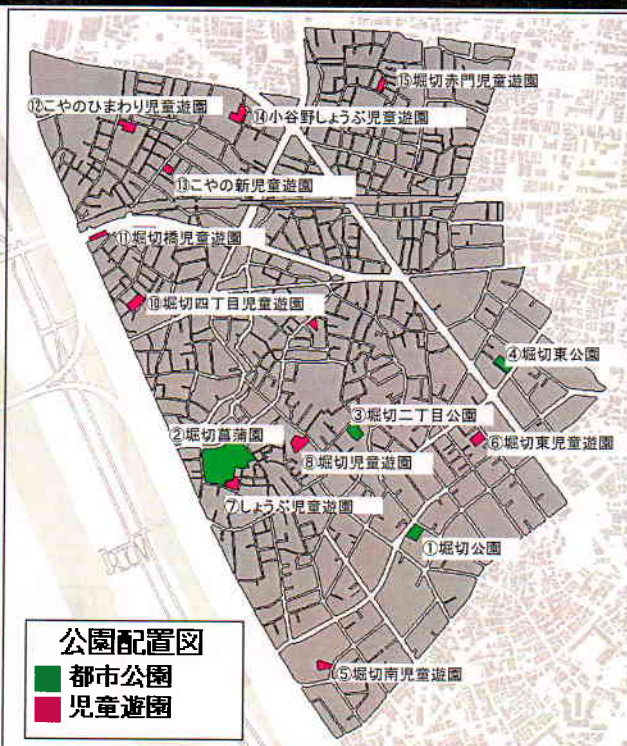 ⑮堀切赤門児童遊園
⑫こやのひまわり児童遊園
⑭小谷野しょうぶ児童遊園
⑬こやの新児童遊園
⑪堀切橋児童遊園
⑩堀切四丁目児童遊園
④堀切東公園
③堀切二丁目公園
②堀切菖蒲園
⑥堀切東児童遊園
⑧堀切児童遊園
⑦しょうぶ児童遊園
①堀切公園
⑤堀切南児童遊園
公園配置図
都市公園
児童遊園